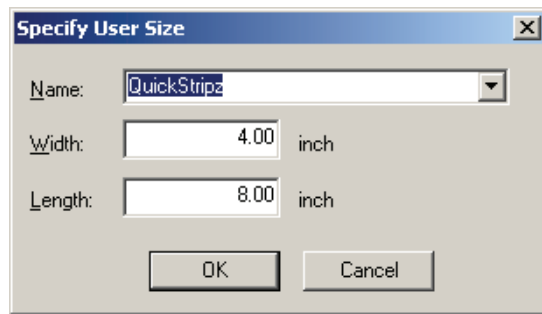 Specify User Size
Name: QuickStripz
Width: 4.00 inch
Length: 8.00 inch
OK Cancel